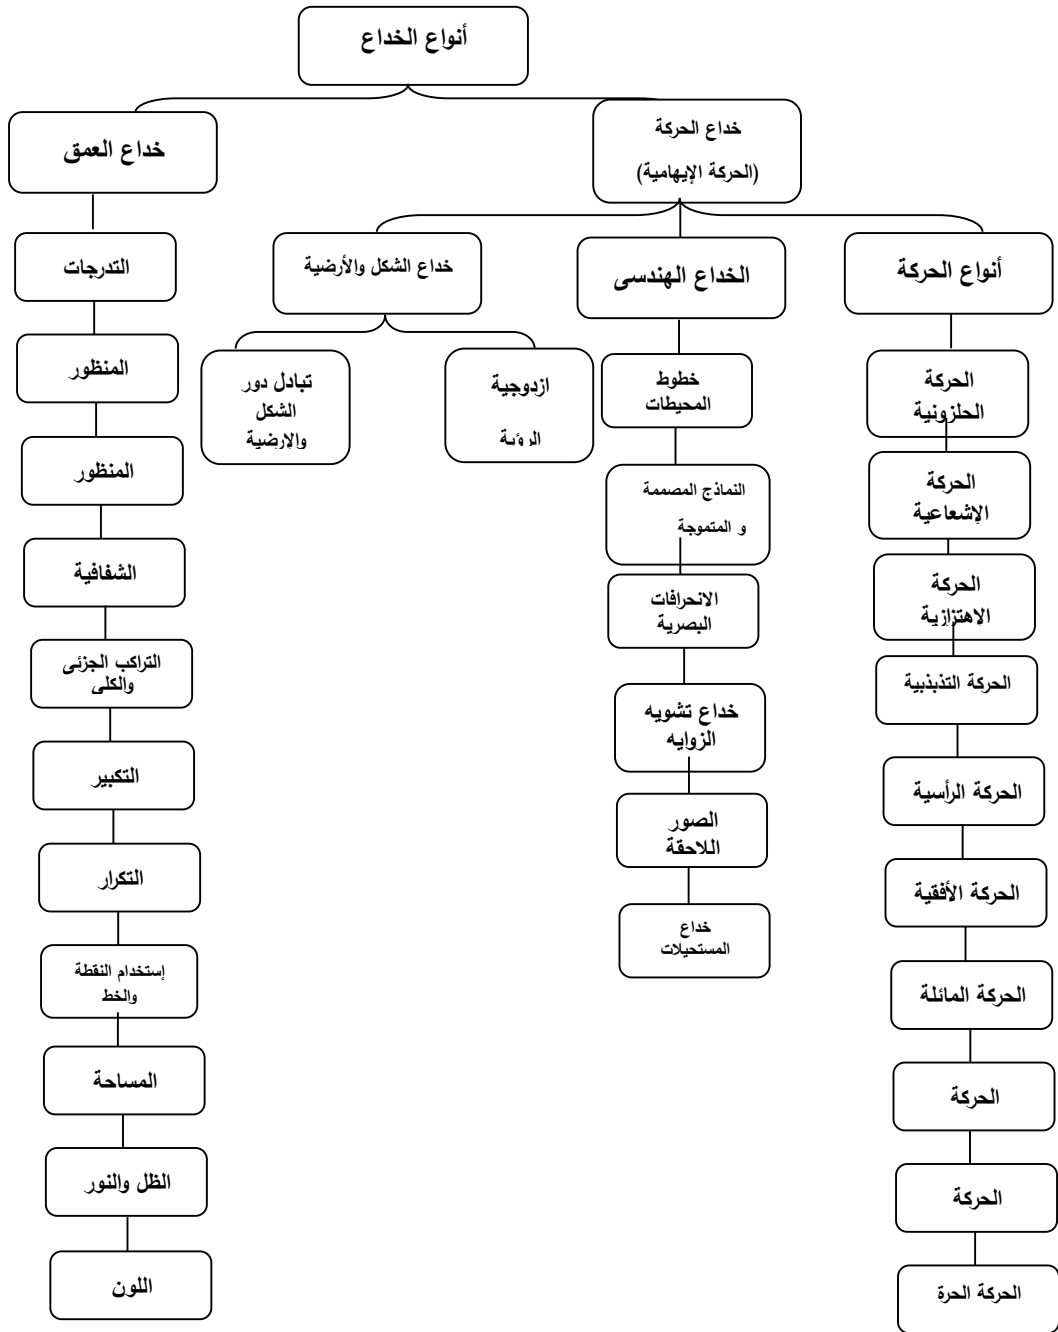 أنواع الخداع
خداع الحركة
(الحركة الإيهامية)
خداع العمق
أنواع الحركة
الخداع الهندسى
خداع الشكل والأرضية
التدرجات
الحركة
الحلزونية
خطوط
المحيطات
ازدوجية
الرؤية
تبادل دور
الشكل
والارضية
المنظور
الحركة
الإشعاعية
النماذج المصممة
و المتموجة
المنظور
الحركة
الاهتزازية
الانحرافات
البصرية
الشفافية
الحركة التذبذبية
خداع تشويه
الزوايه
التراكب الجزئى
والكلى
الحركة الرأسية
الصور
اللاحقة
التكبير
الحركة الأفقية
خداع
المستحيلات
التكرار
الحركة المائلة
إستخدام النقطة
والخط
الحركة
المساحة
الحركة
الظل والنور
الحركة الحرة
اللون